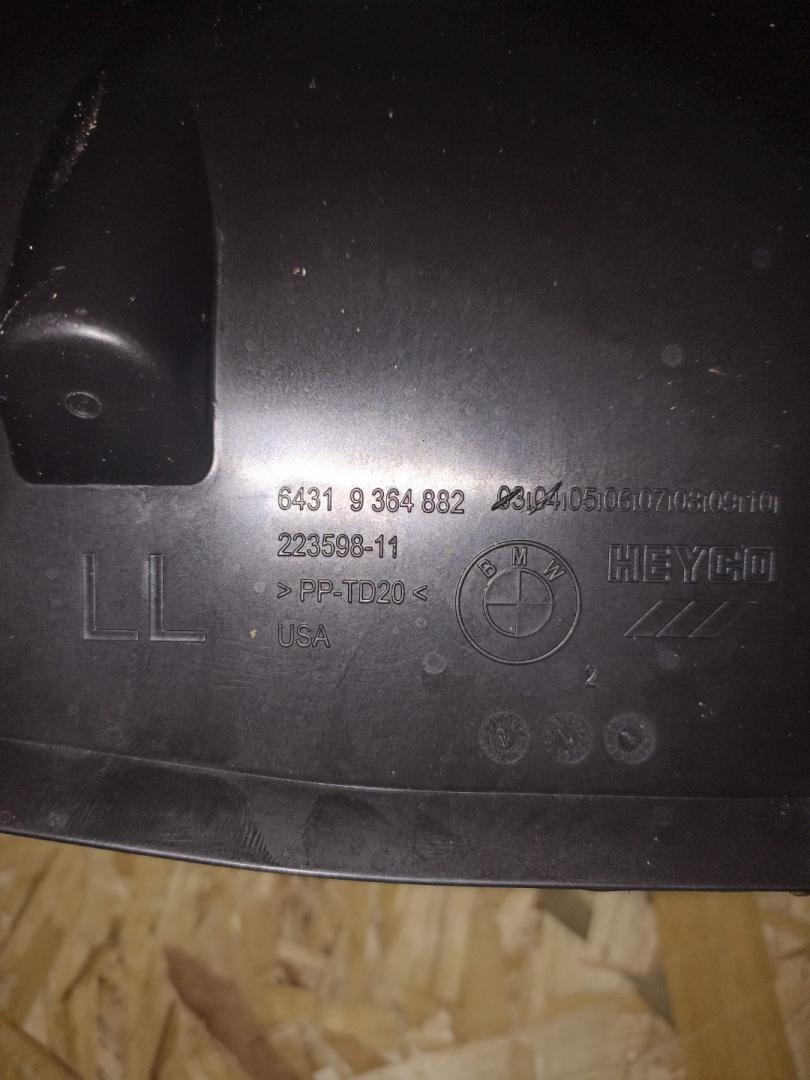 6431 9 364 882 03|04|05|06|07|08|09|10|
223598-11
BMW
HEYCO
> PP-TD20 <
LL
USA
2